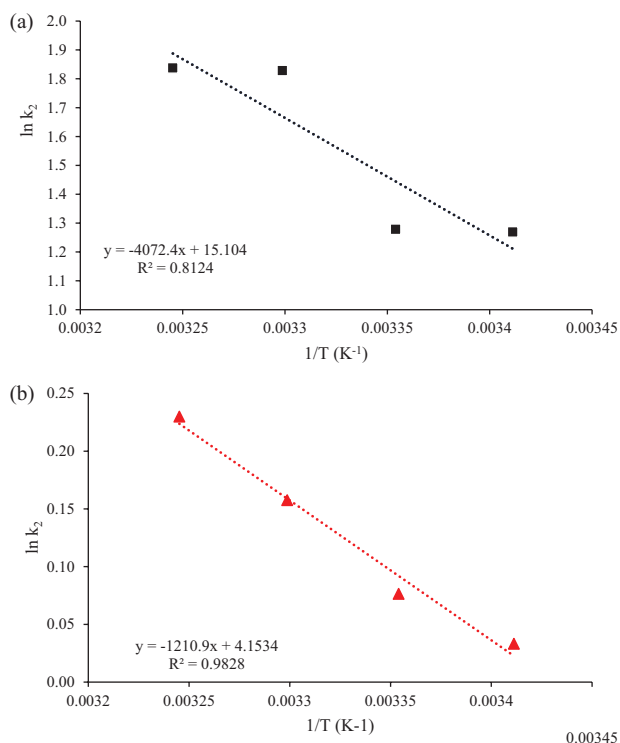 (a)
2.0
1.9
1.8
1.7
1.6
1.5
1.4
1.3
1.2
1.1
1.0
ln k₂
y = -4072.4x + 15.104
R² = 0.8124
0.0032 0.00325 0.0033 0.00335 0.0034 0.00345
1/T (K⁻¹)
(b)
0.25
0.20
0.15
0.10
0.05
0.00
ln k₂
y = -1210.9x + 4.1534
R² = 0.9828
0.0032 0.00325 0.0033 0.00335 0.0034
1/T (K-1)
0.00345